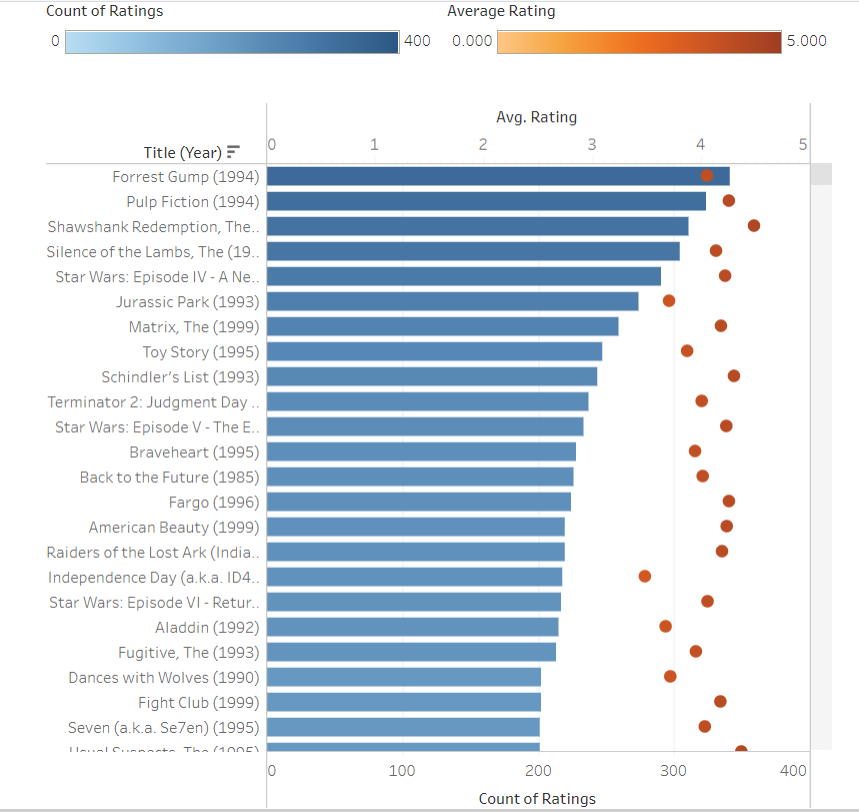 Count of Ratings Average Rating
0 400 0.000 5.000
Avg. Rating
Title (Year) 0 1 2 3 4 5
Forrest Gump (1994)
Pulp Fiction (1994)
Shawshank Redemption, The..
Silence of the Lambs, The (19..
Star Wars: Episode IV - A Ne..
Jurassic Park (1993)
Matrix, The (1999)
Toy Story (1995)
Schindler's List (1993)
Terminator 2: Judgment Day ..
Star Wars: Episode V - The E..
Braveheart (1995)
Back to the Future (1985)
Fargo (1996)
American Beauty (1999)
Raiders of the Lost Ark (India..
Independence Day (a.k.a. ID4..
Star Wars: Episode VI - Retur..
Aladdin (1992)
Fugitive, The (1993)
Dances with Wolves (1990)
Fight Club (1999)
Seven (a.k.a. Se7en) (1995)
Usual Suspects, The (1995)
0 100 200 300 400
Count of Ratings